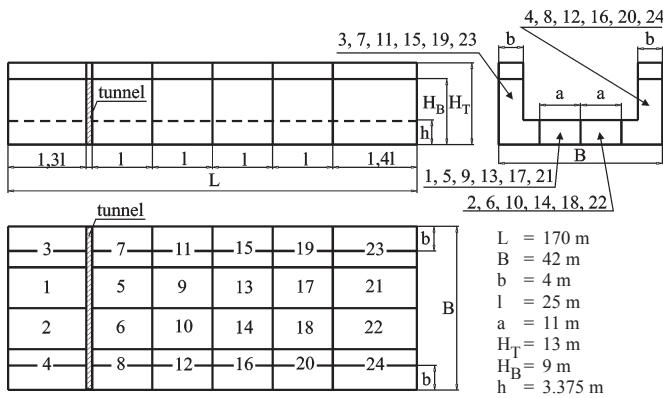 4, 8, 12, 16, 20, 24
3, 7, 11, 15, 19, 23
b b
tunnel
a a
H_B H_T
h
1,3l l l l l 1,4l
L
B
1, 5, 9, 13, 17, 21
2, 6, 10, 14, 18, 22
tunnel
3 7 11 15 19 23 b
1 5 9 13 17 21
B
2 6 10 14 18 22
4 8 12 16 20 24 b
L = 170 m
B = 42 m
b = 4 m
l = 25 m
a = 11 m
H_T = 13 m
H_B = 9 m
h = 3.375 m